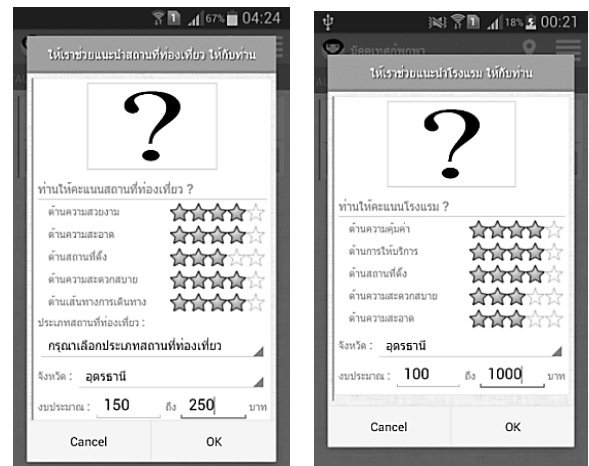 67% 04:24
ให้เราช่วยแนะนำสถานที่ท่องเที่ยว ให้กับท่าน
?
ท่านให้คะแนนสถานที่ท่องเที่ยว ?
ด้านความสวยงาม
ด้านความสะอาด
ด้านสถานที่ตั้ง
ด้านความสะดวกสบาย
ด้านเส้นทางการเดินทาง
ประเภทสถานที่ท่องเที่ยว :
กรุณาเลือกประเภทสถานที่ท่องเที่ยว
จังหวัด : อุดรธานี
งบประมาณ : 150 ถึง 250 บาท
Cancel OK
18% 00:21
มัคคุเทศก์พกพา
ให้เราช่วยแนะนำโรงแรม ให้กับท่าน
?
ท่านให้คะแนนโรงแรม ?
ด้านความคุ้มค่า
ด้านการให้บริการ
ด้านสถานที่ตั้ง
ด้านความสะดวกสบาย
ด้านความสะอาด
จังหวัด : อุดรธานี
งบประมาณ : 100 ถึง 1000 บาท
Cancel OK